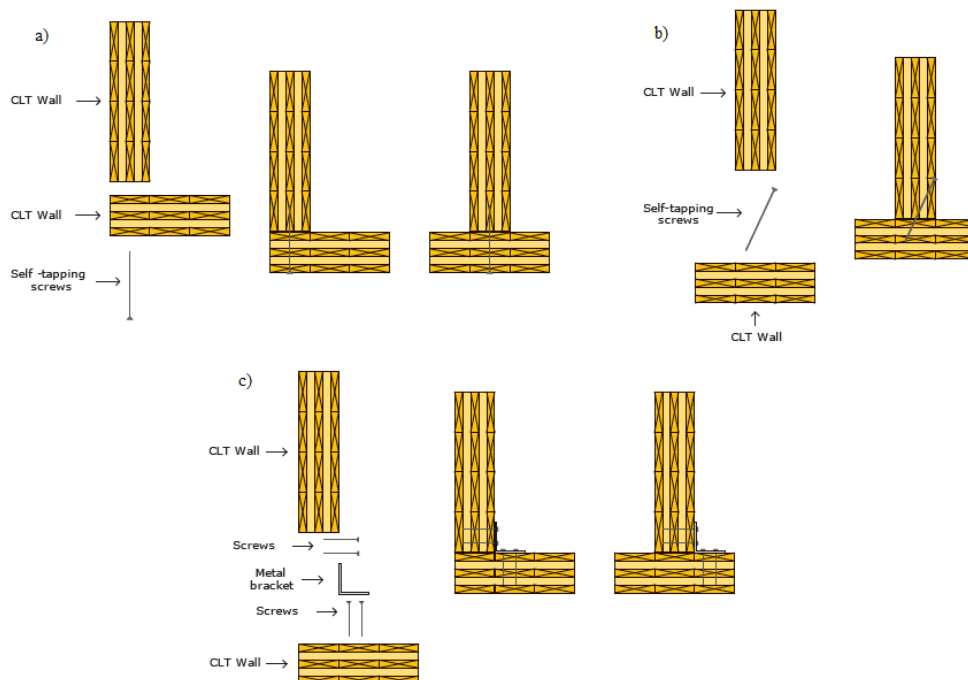 a)
CLT Wall
CLT Wall
Self -tapping
screws
b)
CLT Wall
Self-tapping
screws
CLT Wall
c)
CLT Wall
Screws
Metal
bracket
Screws
CLT Wall